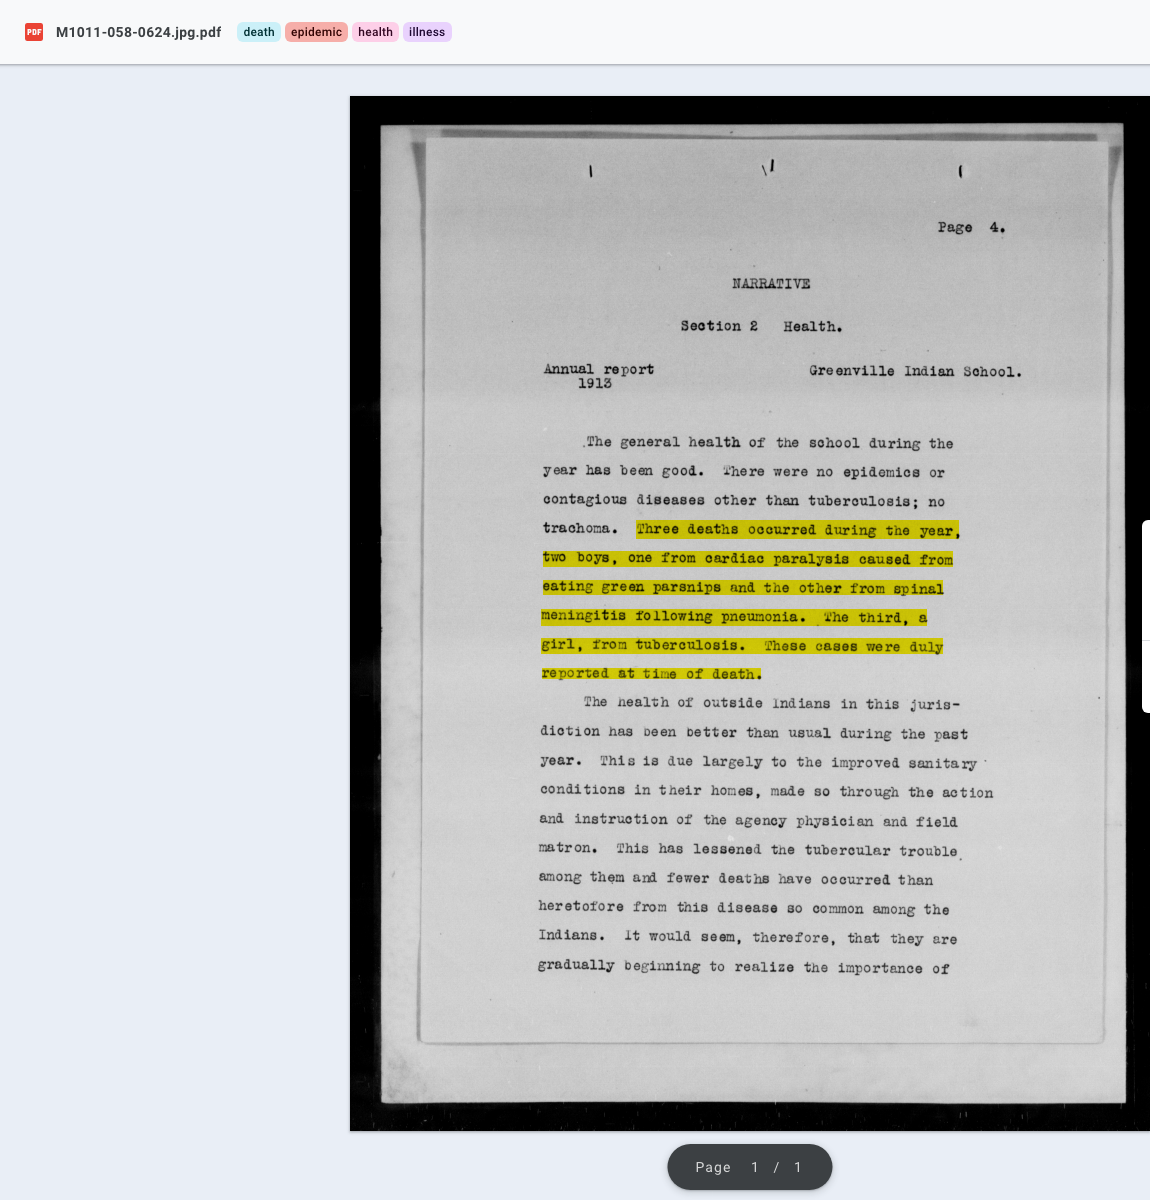 PDF M1011-058-0624.jpg.pdf death epidemic health illness
Page 4.
NARRATIVE
Section 2 Health.
Annual report Greenville Indian School.
1913
The general health of the school during the
year has been good. There were no epidemics or
contagious diseases other than tuberculosis; no
trachoma. Three deaths occurred during the year,
two boys, one from cardiac paralysis caused from
eating green parsnips and the other from spinal
meningitis following pneumonia. The third, a
girl, from tuberculosis. These cases were duly
reported at time of death.
The health of outside Indians in this juris-
diction has been better than usual during the past
year. This is due largely to the improved sanitary
conditions in their homes, made so through the action
and instruction of the agency physician and field
matron. This has lessened the tubercular trouble
among them and fewer deaths have occurred than
heretofore from this disease so common among the
Indians. It would seem, therefore, that they are
gradually beginning to realize the importance of
Page 1 / 1